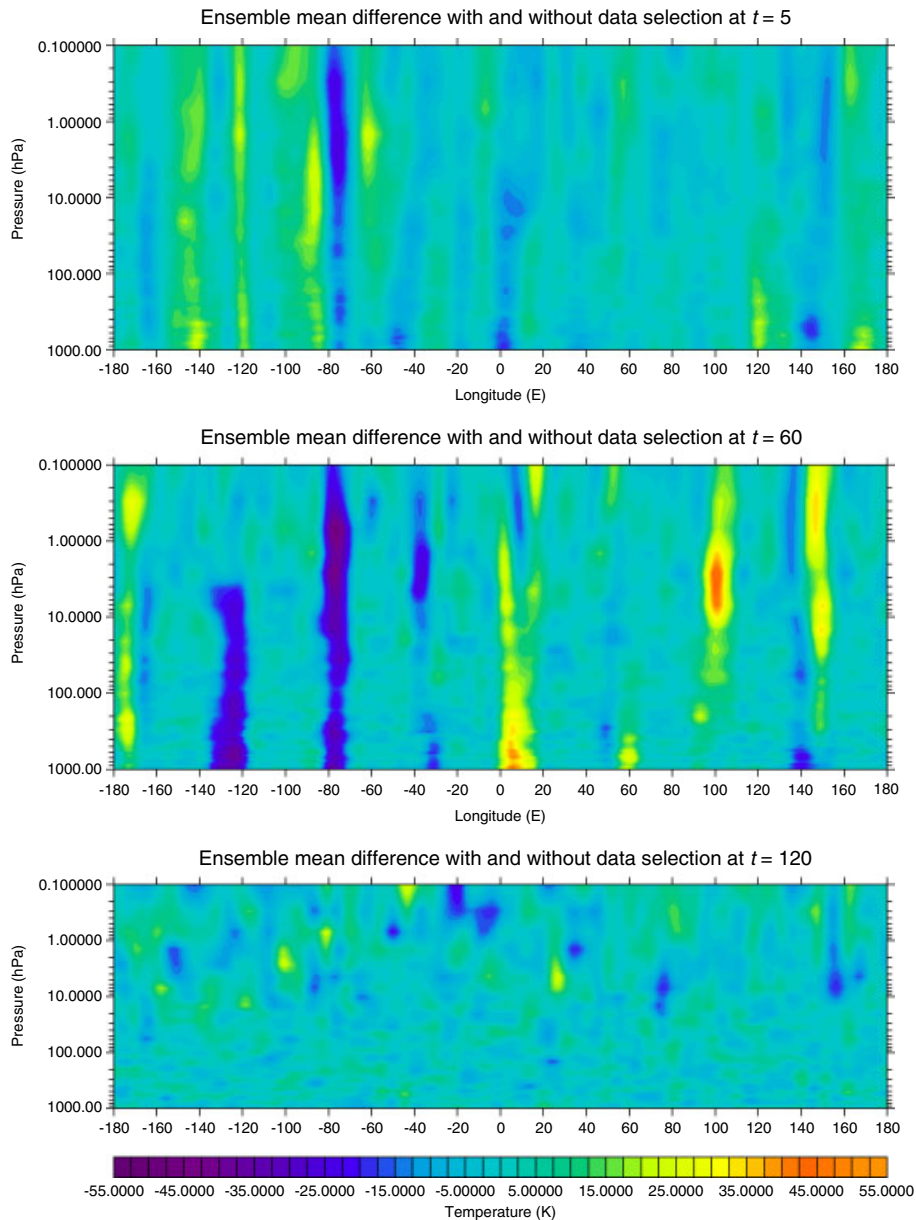 Ensemble mean difference with and without data selection at t = 5
0.100000
1.00000
10.0000
100.000
1000.00
Pressure (hPa)
-180 -160 -140 -120 -100 -80 -60 -40 -20 0 20 40 60 80 100 120 140 160 180
Longitude (E)
Ensemble mean difference with and without data selection at t = 60
0.100000
1.00000
10.0000
100.000
1000.00
Pressure (hPa)
-180 -160 -140 -120 -100 -80 -60 -40 -20 0 20 40 60 80 100 120 140 160 180
Longitude (E)
Ensemble mean difference with and without data selection at t = 120
0.100000
1.00000
10.0000
100.000
1000.00
Pressure (hPa)
-180 -160 -140 -120 -100 -80 -60 -40 -20 0 20 40 60 80 100 120 140 160 180
-55.0000 -45.0000 -35.0000 -25.0000 -15.0000 -5.00000 5.00000 15.0000 25.0000 35.0000 45.0000 55.0000
Temperature (K)